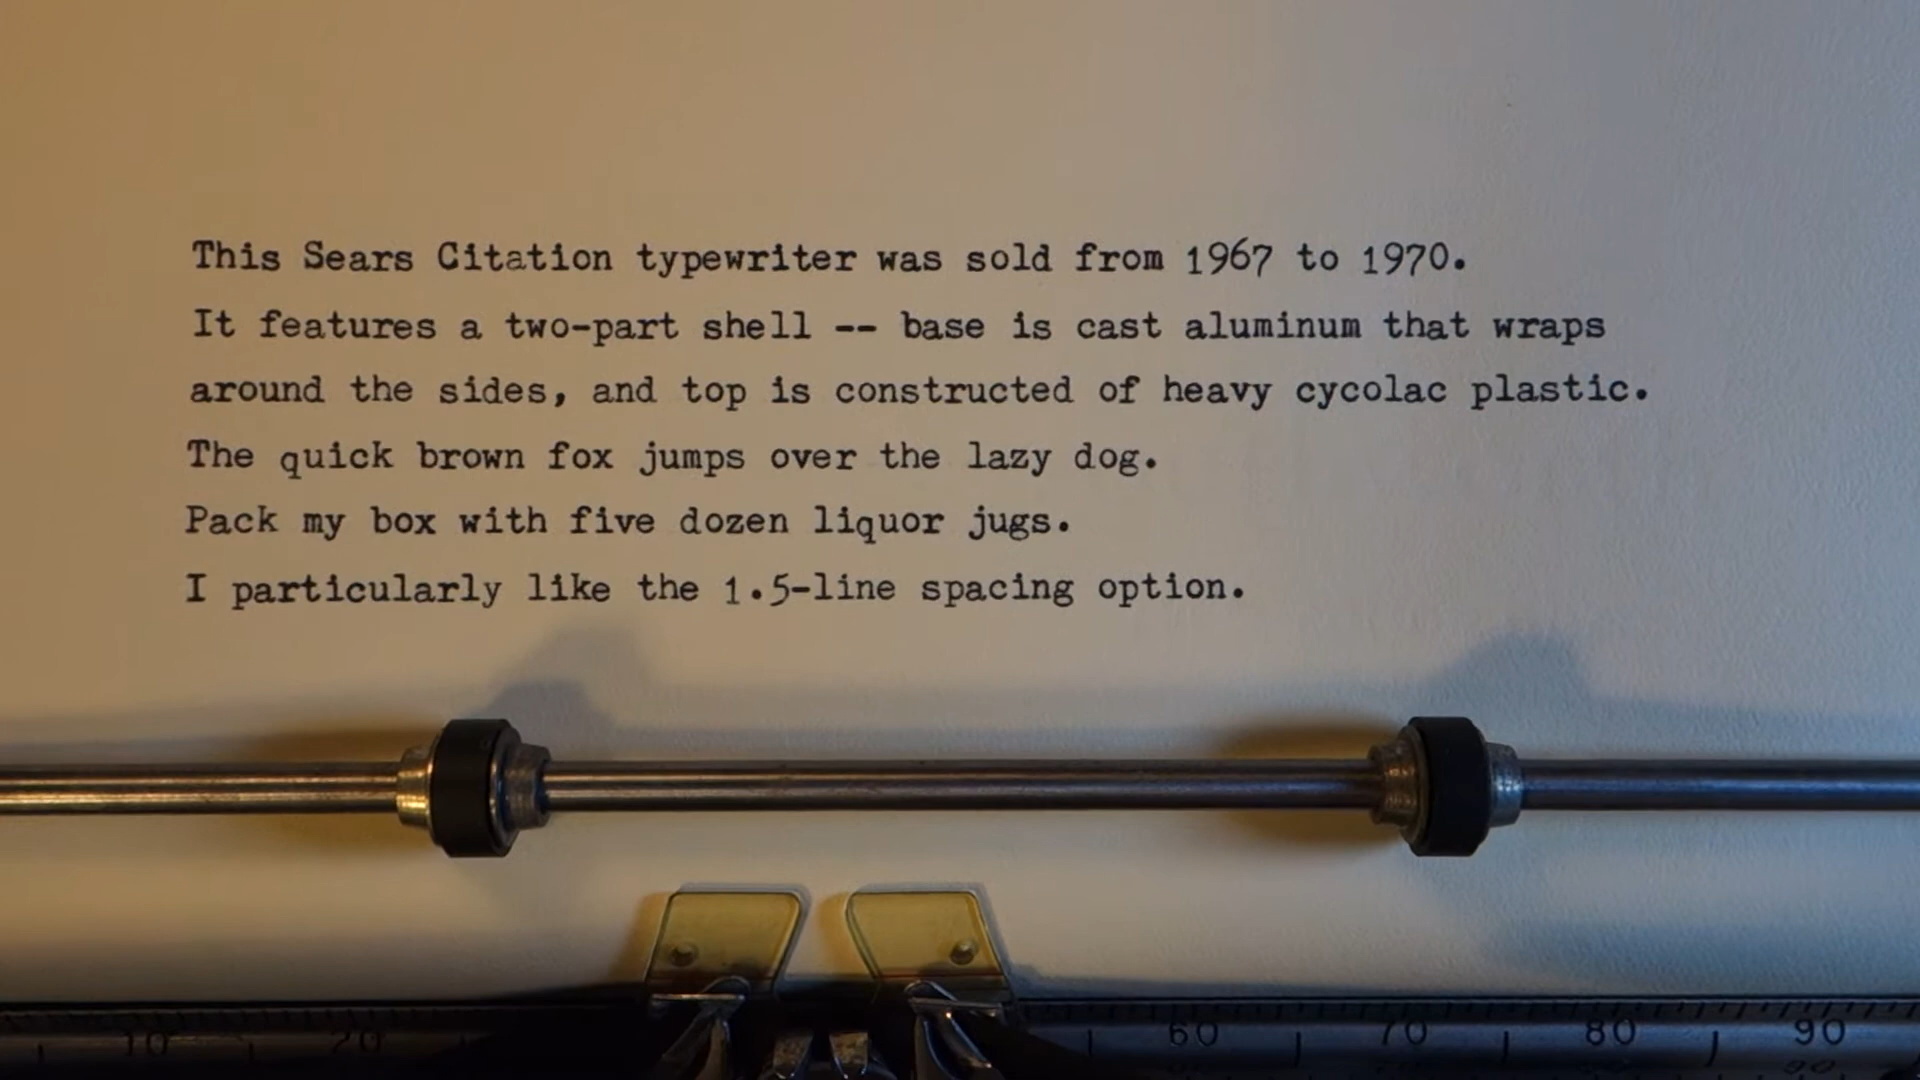 This Sears Citation typewriter was sold from 1967 to 1970.
It features a two-part shell -- base is cast aluminum that wraps
around the sides, and top is constructed of heavy cycolac plastic.
The quick brown fox jumps over the lazy dog.
Pack my box with five dozen liquor jugs.
I particularly like the 1.5-line spacing option.
10 20 60 70 80 90